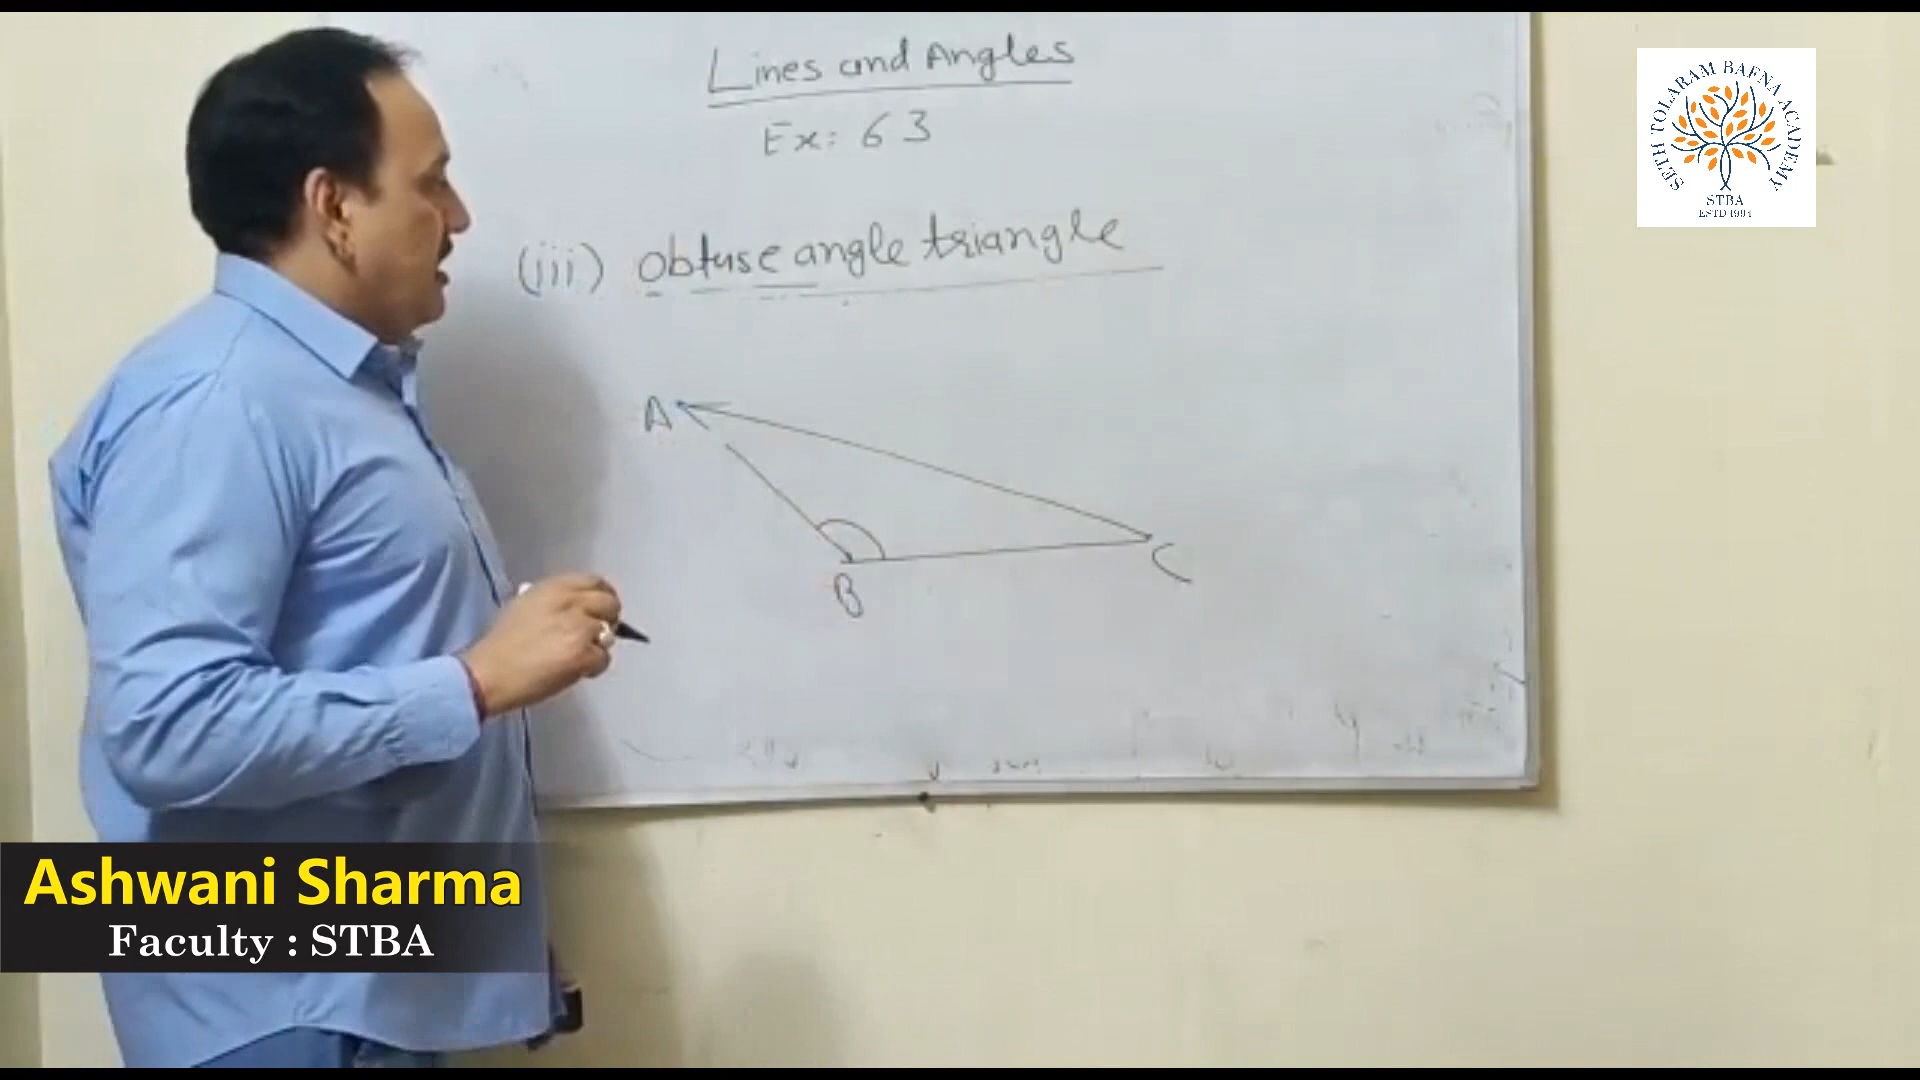 Lines and Angles
Ex: 6 3
(iii) Obtuse angle triangle
A
B
C
SETH TOLARAM BAFNA ACADEMY
STBA
ESTD 1994
Ashwani Sharma
Faculty : STBA